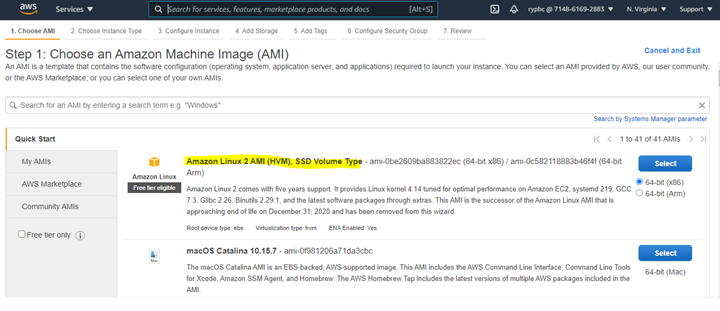 aws
Services
Search for services, features, marketplace products, and docs [Alt+S]
rypbc @ 7148-6169-2883
N. Virginia
Support
1. Choose AMI 2. Choose Instance Type 3. Configure Instance 4. Add Storage 5. Add Tags 6. Configure Security Group 7. Review
Step 1: Choose an Amazon Machine Image (AMI)
Cancel and Exit
An AMI is a template that contains the software configuration (operating system, application server, and applications) required to launch your instance. You can select an AMI provided by AWS, our user community,
or the AWS Marketplace; or you can select one of your own AMIs.
Search for an AMI by entering a search term e.g. "Windows"
Search by Systems Manager parameter
Quick Start
1 to 41 of 41 AMIs
My AMIs
AWS Marketplace
Community AMIs
Free tier only
Amazon Linux
Free tier eligible
Amazon Linux 2 AMI (HVM), SSD Volume Type - ami-0be2609ba883822ec (64-bit x86) / ami-0c582118883b46f4f (64-bit
Arm)
Amazon Linux 2 comes with five years support. It provides Linux kernel 4.14 tuned for optimal performance on Amazon EC2, systemd 219, GCC
7.3, Glibc 2.26, Binutils 2.29.1, and the latest software packages through extras. This AMI is the successor of the Amazon Linux AMI that is
approaching end of life on December 31, 2020 and has been removed from this wizard.
Root device type: ebs Virtualization type: hvm ENA Enabled: Yes
Select
64-bit (x86)
64-bit (Arm)
Mac
macOS Catalina 10.15.7 - ami-0f981206a71da3cbc
The macOS Catalina AMI is an EBS-backed, AWS-supported image. This AMI includes the AWS Command Line Interface, Command Line Tools
for Xcode, Amazon SSM Agent, and Homebrew. The AWS Homebrew Tap includes the latest versions of multiple AWS packages included in the
AMI.
Select
64-bit (Mac)